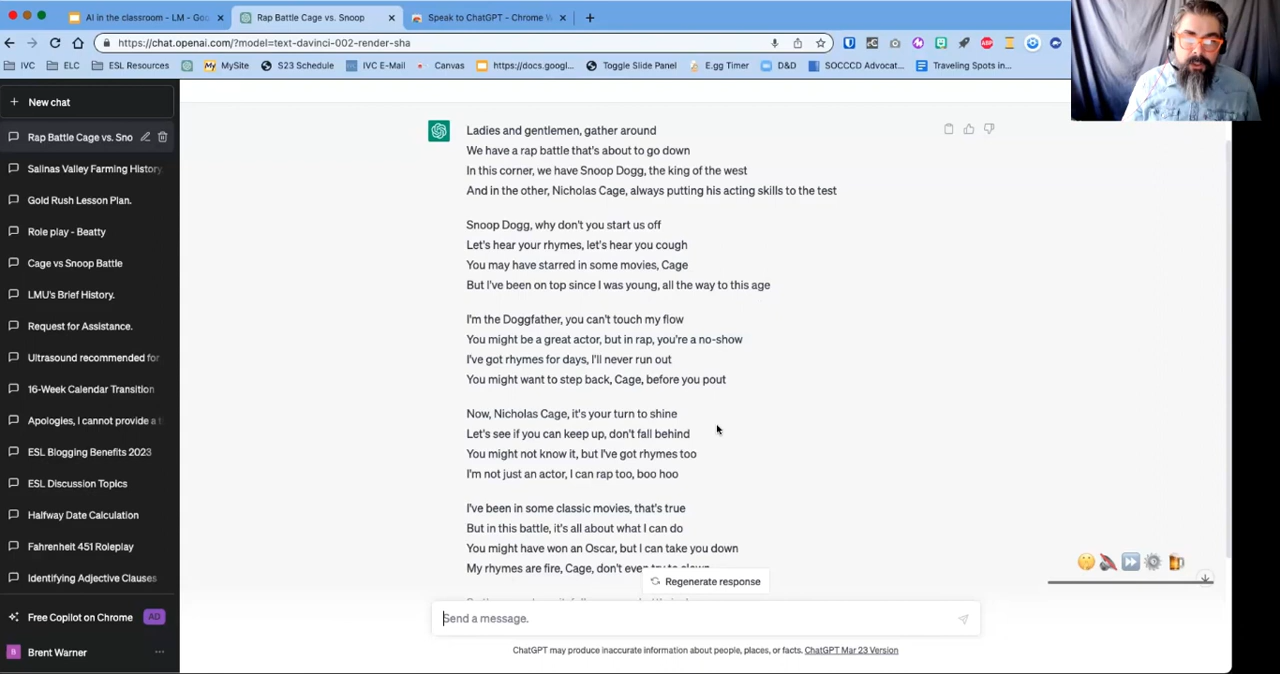 AI in the classroom - LM - Goo
Rap Battle Cage vs. Snoop
Speak to ChatGPT - Chrome W
https://chat.openai.com/?model=text-davinci-002-render-sha
IVC
ELC
ESL Resources
MySite
S23 Schedule
IVC E-Mail
Canvas
https://docs.googl...
Toggle Slide Panel
E.gg Timer
D&D
SOCCCD Advocat...
Traveling Spots in...
New chat
Rap Battle Cage vs. Sno
Salinas Valley Farming History.
Gold Rush Lesson Plan.
Role play - Beatty
Cage vs Snoop Battle
LMU's Brief History.
Request for Assistance.
Ultrasound recommended for
16-Week Calendar Transition
Apologies, I cannot provide a t
ESL Blogging Benefits 2023
ESL Discussion Topics
Halfway Date Calculation
Fahrenheit 451 Roleplay
Identifying Adjective Clauses
Free Copilot on Chrome AD
B Brent Warner
Ladies and gentlemen, gather around
We have a rap battle that's about to go down
In this corner, we have Snoop Dogg, the king of the west
And in the other, Nicholas Cage, always putting his acting skills to the test
Snoop Dogg, why don't you start us off
Let's hear your rhymes, let's hear you cough
You may have starred in some movies, Cage
But I've been on top since I was young, all the way to this age
I'm the Doggfather, you can't touch my flow
You might be a great actor, but in rap, you're a no-show
I've got rhymes for days, I'll never run out
You might want to step back, Cage, before you pout
Now, Nicholas Cage, it's your turn to shine
Let's see if you can keep up, don't fall behind
You might not know it, but I've got rhymes too
I'm not just an actor, I can rap too, boo hoo
I've been in some classic movies, that's true
But in this battle, it's all about what I can do
You might have won an Oscar, but I can take you down
My rhymes are fire, Cage, don't even try to clown
Regenerate response
Send a message.
ChatGPT may produce inaccurate information about people, places, or facts. ChatGPT Mar 23 Version